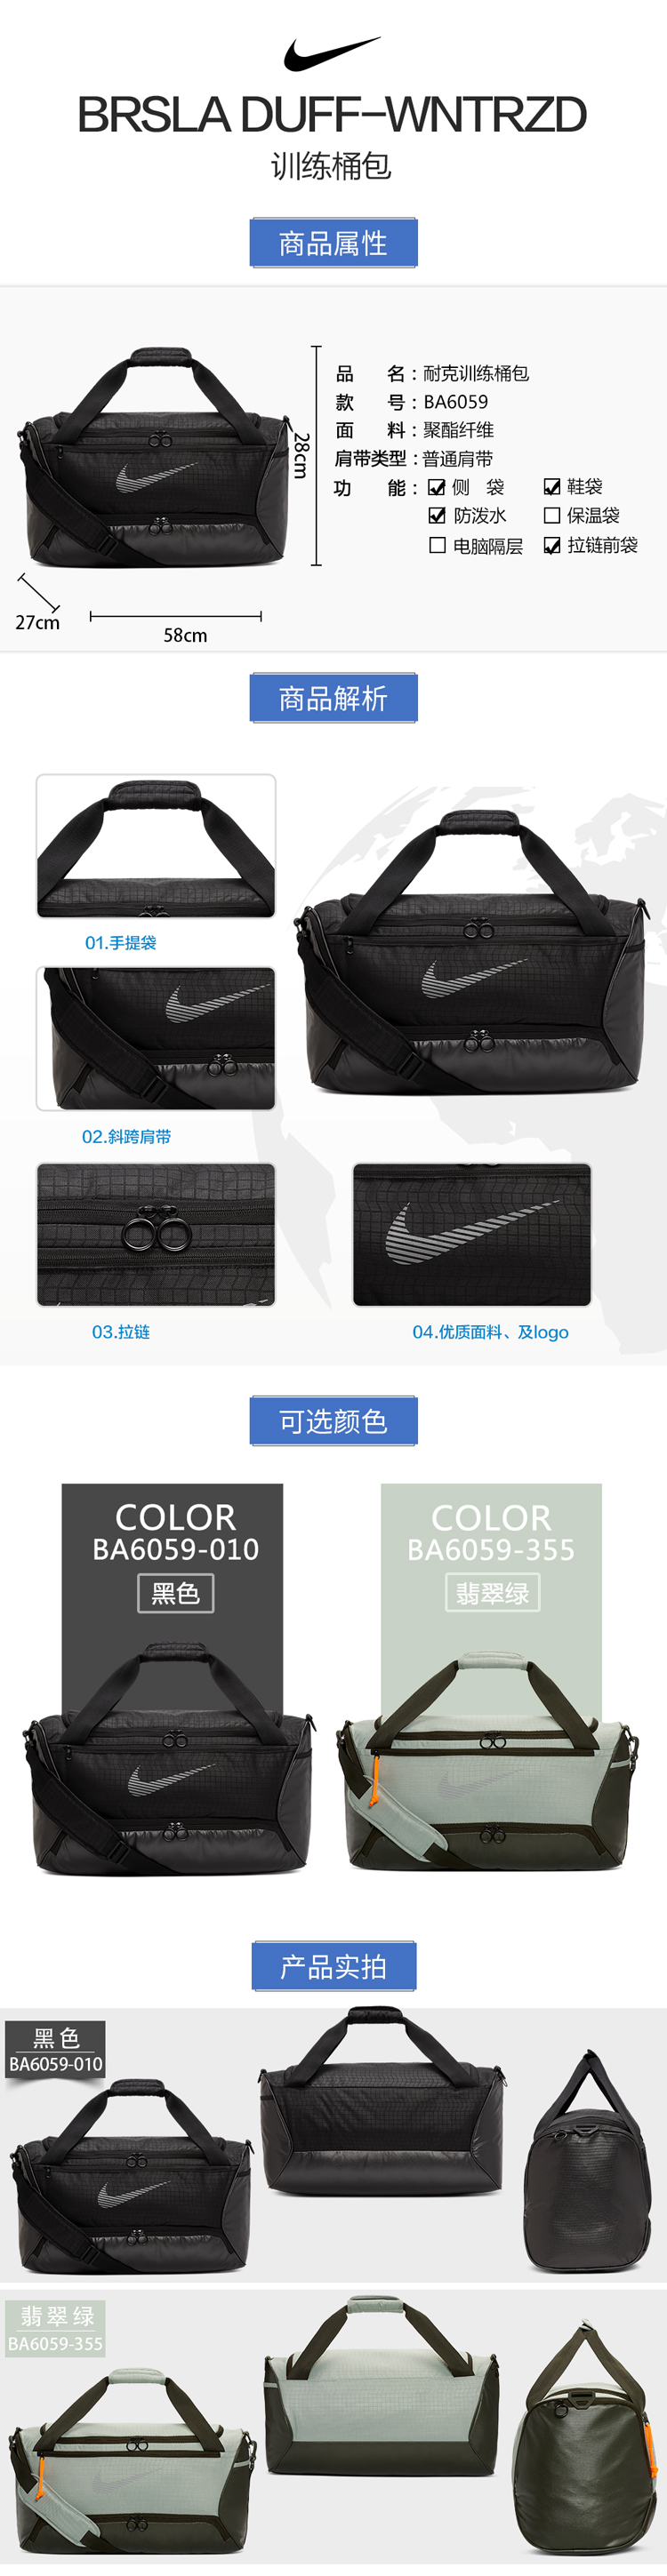 BRSLA DUFF-WNTRZD
训练桶包
商品属性
品 名：耐克训练桶包
款 号：BA6059
面 料：聚酯纤维
肩带类型：普通肩带
功 能：侧 袋 鞋袋
防泼水 保温袋
电脑隔层 拉链前袋
28cm
27cm
58cm
商品解析
01.手提袋
02.斜跨肩带
03.拉链
04.优质面料、及logo
可选颜色
COLOR
BA6059-010
黑色
COLOR
BA6059-355
翡翠绿
产品实拍
黑色
BA6059-010
翡翠绿
BA6059-355